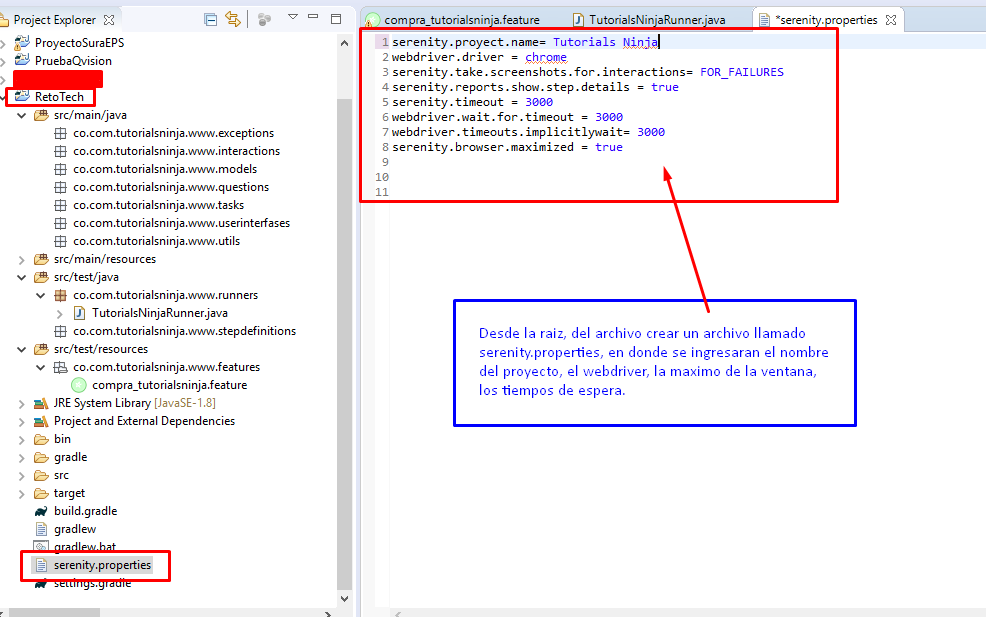 Project Explorer
ProyectoSuraEPS
PruebaQvision
RetoTech
src/main/java
co.com.tutorialsninja.www.exceptions
co.com.tutorialsninja.www.interactions
co.com.tutorialsninja.www.models
co.com.tutorialsninja.www.questions
co.com.tutorialsninja.www.tasks
co.com.tutorialsninja.www.userinterfases
co.com.tutorialsninja.www.utils
src/main/resources
src/test/java
co.com.tutorialsninja.www.runners
TutorialsNinjaRunner.java
co.com.tutorialsninja.www.stepdefinitions
src/test/resources
co.com.tutorialsninja.www.features
compra_tutorialsninja.feature
JRE System Library [JavaSE-1.8]
Project and External Dependencies
bin
gradle
src
target
build.gradle
gradlew
gradlew.bat
serenity.properties
settings.gradle
compra_tutorialsninja.feature
TutorialsNinjaRunner.java
*serenity.properties
1 serenity.proyect.name= Tutorials Ninja
2 webdriver.driver = chrome
3 serenity.take.screenshots.for.interactions= FOR_FAILURES
4 serenity.reports.show.step.details = true
5 serenity.timeout = 3000
6 webdriver.wait.for.timeout = 3000
7 webdriver.timeouts.implicitlywait= 3000
8 serenity.browser.maximized = true
9
10
11
Desde la raiz, del archivo crear un archivo llamado
serenity.properties, en donde se ingresaran el nombre
del proyecto, el webdriver, la maximo de la ventana,
los tiempos de espera.